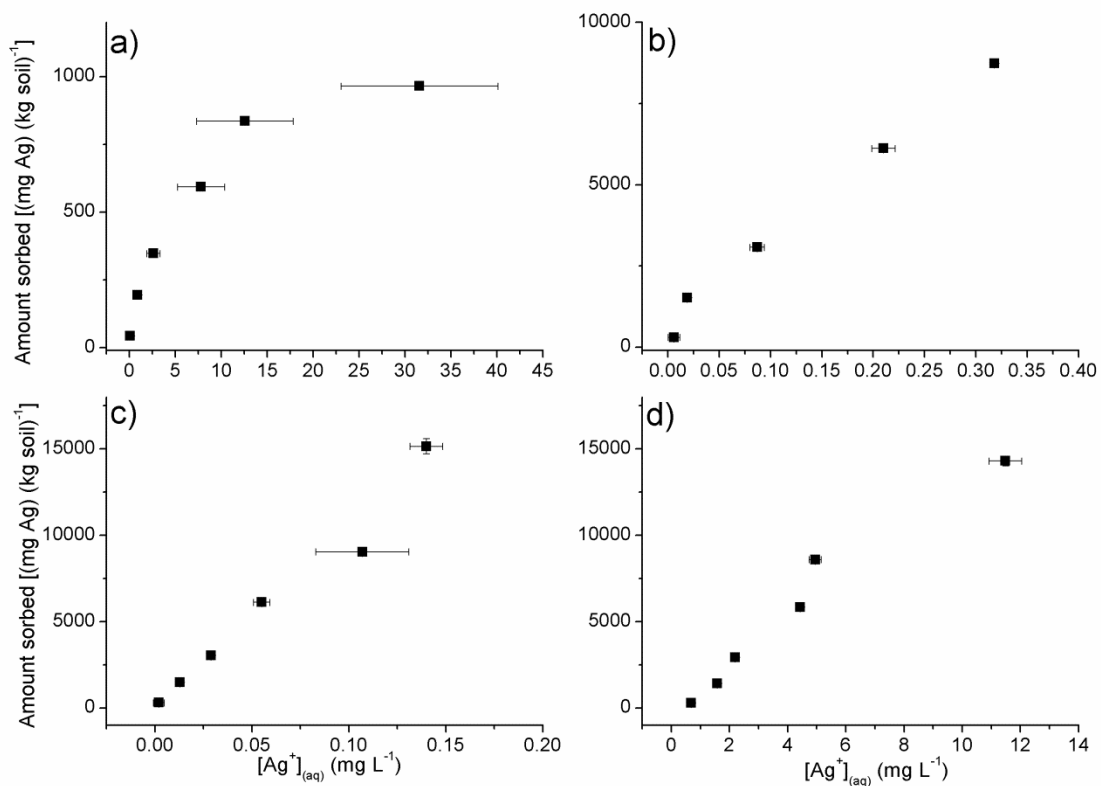 a)
Amount sorbed [(mg Ag) (kg soil)⁻¹]
1000
500
0
0 5 10 15 20 25 30 35 40 45
b)
10000
5000
0
0.00 0.05 0.10 0.15 0.20 0.25 0.30 0.35 0.40
c)
Amount sorbed [(mg Ag) (kg soil)⁻¹]
15000
10000
5000
0
0.00 0.05 0.10 0.15 0.20
[Ag⁺](aq) (mg L⁻¹)
d)
15000
10000
5000
0
0 2 4 6 8 10 12 14
[Ag⁺](aq) (mg L⁻¹)